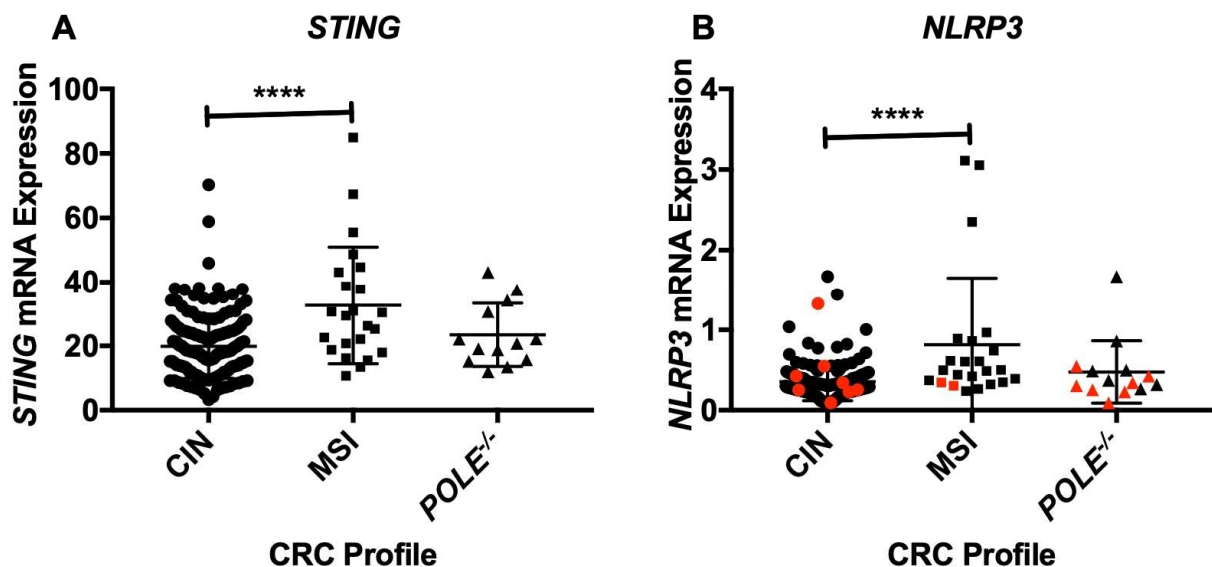 A STING
STING mRNA Expression
100
80
60
40
20
0
****
CIN MSI POLE-/-
CRC Profile
B NLRP3
NLRP3 mRNA Expression
4
3
2
1
0
****
CIN MSI POLE-/-
CRC Profile